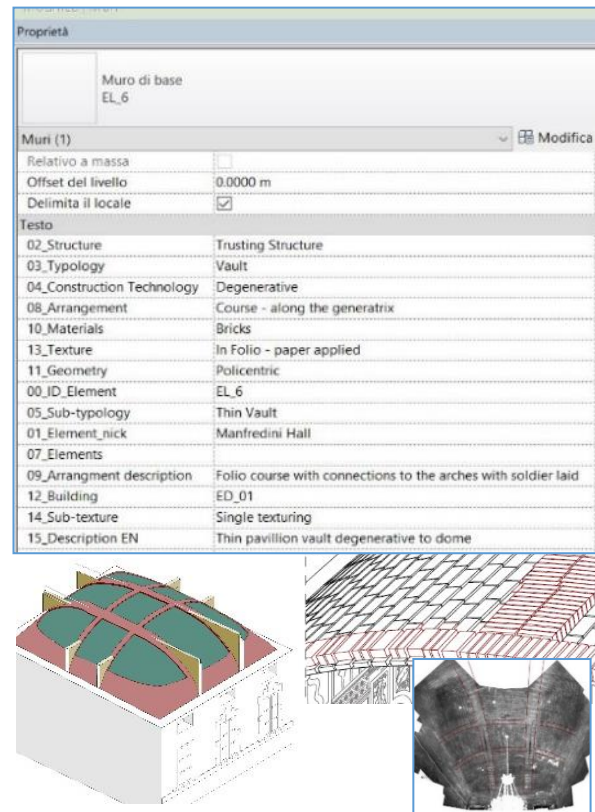 Proprietà
Muro di base
EL_6
Muri (1) Modifica
Relativo a massa
Offset del livello 0.0000 m
Delimita il locale
Testo
02_Structure Trusting Structure
03_Typology Vault
04_Construction Technology Degenerative
08_Arrangement Course - along the generatrix
10_Materials Bricks
13_Texture In Folio - paper applied
11_Geometry Policentric
00_ID_Element EL_6
05_Sub-typology Thin Vault
01_Element_nick Manfredini Hall
07_Elements
09_Arrangment description Folio course with connections to the arches with soldier laid
12_Building ED_01
14_Sub-texture Single texturing
15_Description EN Thin pavillion vault degenerative to dome